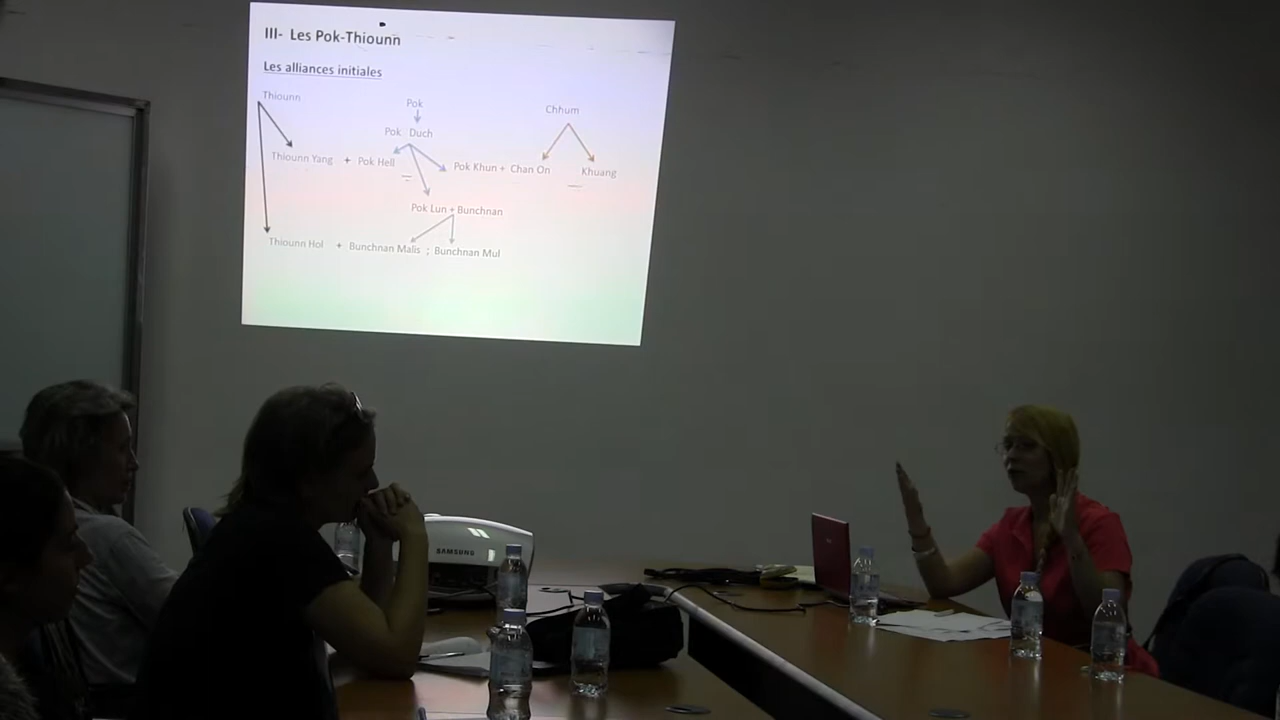 III- Les Pok-Thiounn
Les alliances initiales
Thiounn
Pok
Chhum
Pok Duch
Thiounn Yang + Pok Hell
Pok Khun + Chan On
Khuang
Pok Lun + Bunchnan
Thiounn Hol + Bunchnan Malis ; Bunchnan Mul
SAMSUNG